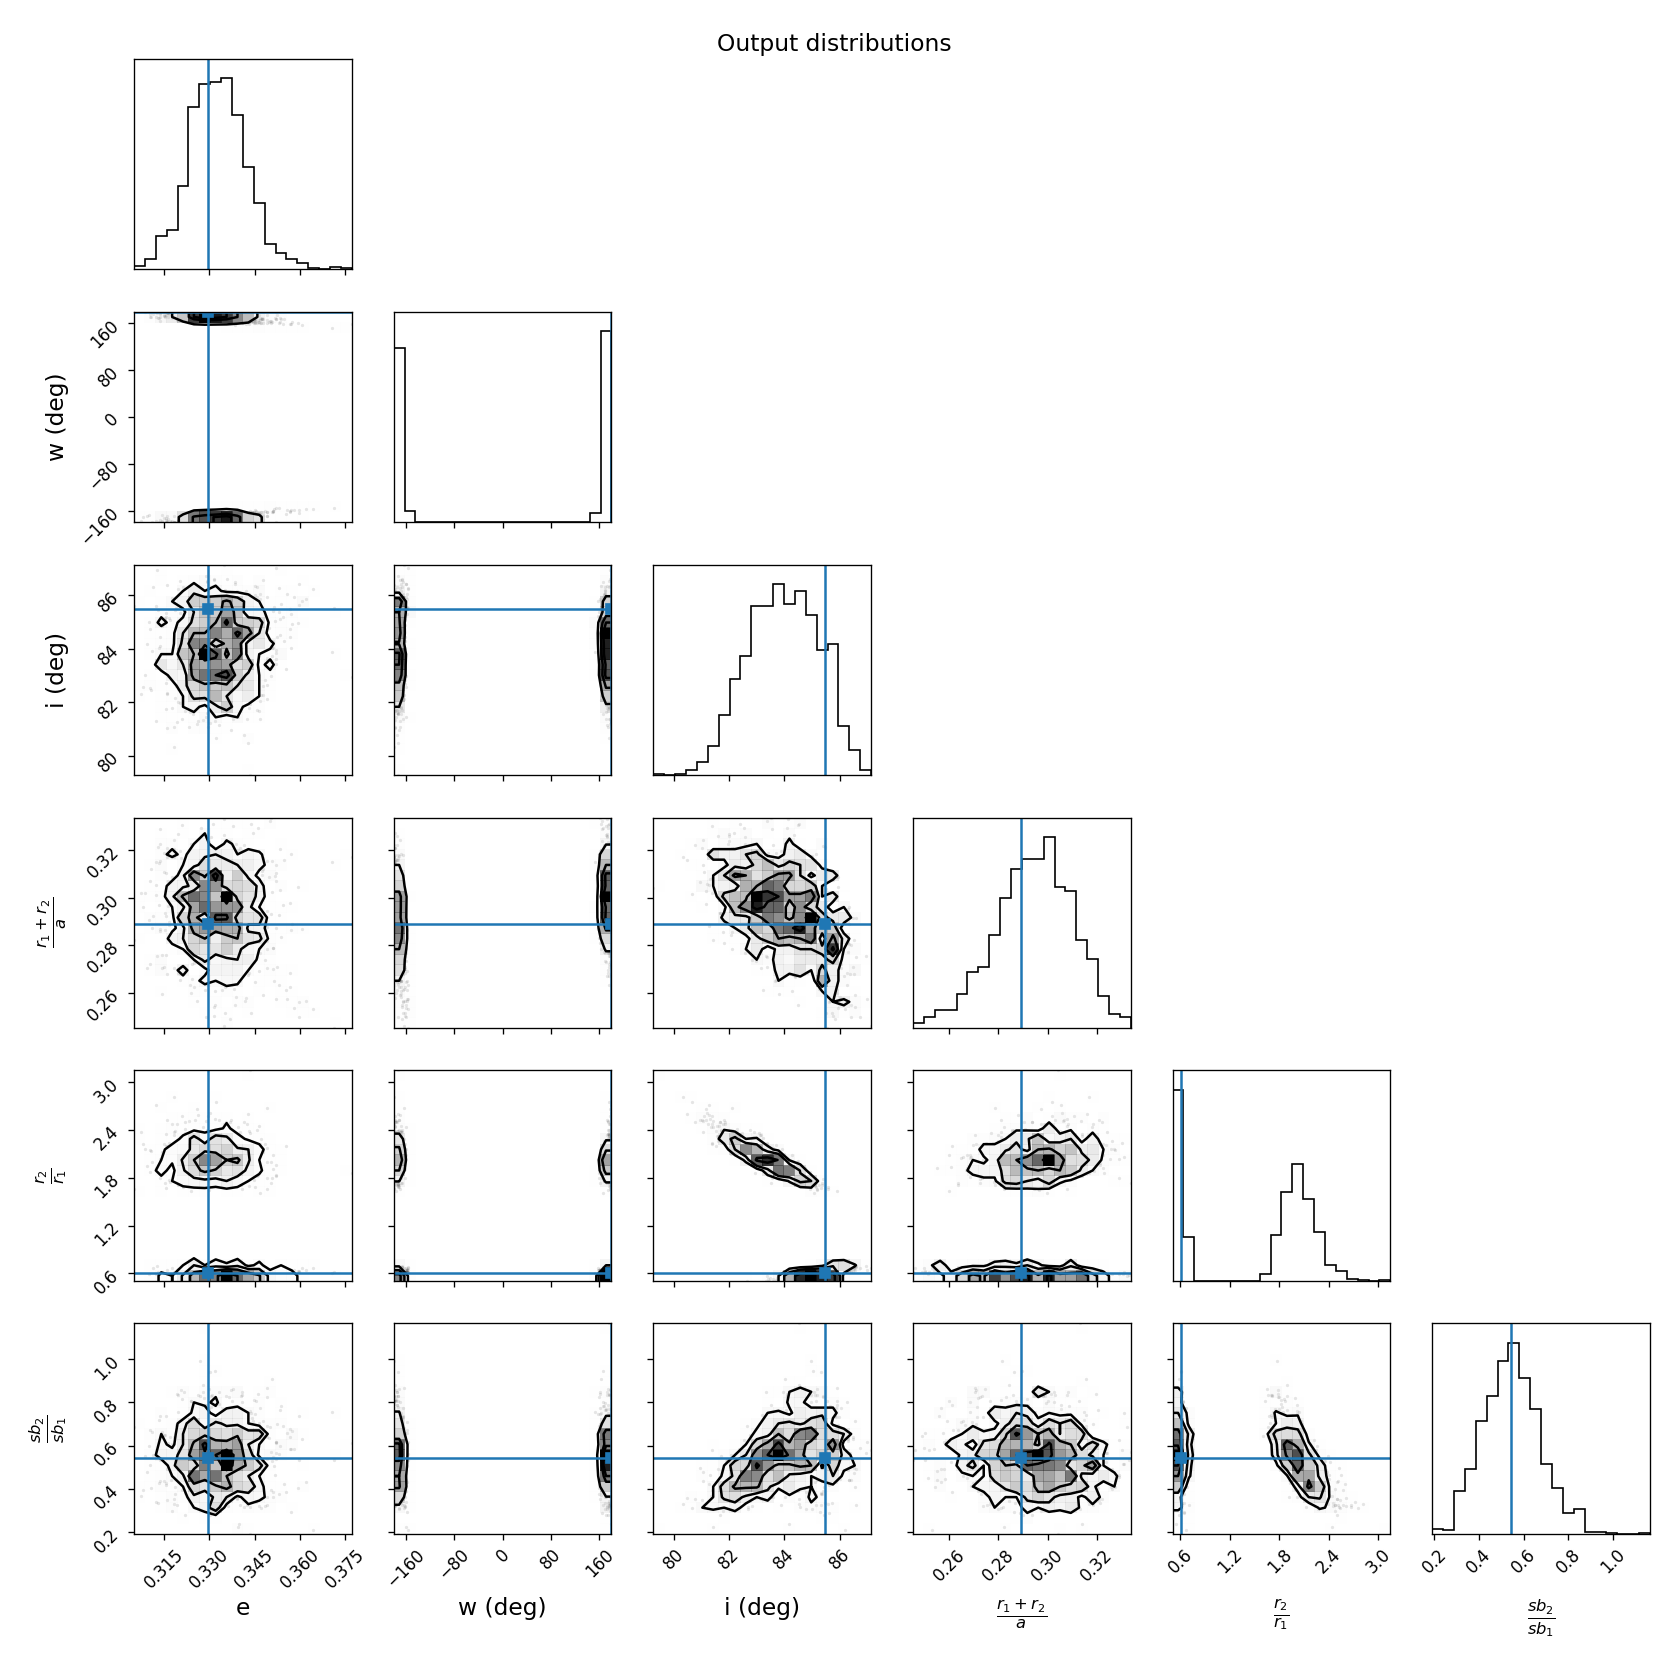 Output distributions
w (deg)
160
80
0
−80
−160
i (deg)
86
84
82
80
r₁ + r₂
a
0.32
0.30
0.28
0.26
r₂
r₁
3.0
2.4
1.8
1.2
0.6
sb₂
sb₁
1.0
0.8
0.6
0.4
0.2
0.315 0.330 0.345 0.360 0.375
−160 −80 0 80 160
80 82 84 86
0.26 0.28 0.30 0.32
0.6 1.2 1.8 2.4 3.0
0.2 0.4 0.6 0.8 1.0
e
w (deg)
i (deg)
r₁ + r₂
a
r₂
r₁
sb₂
sb₁